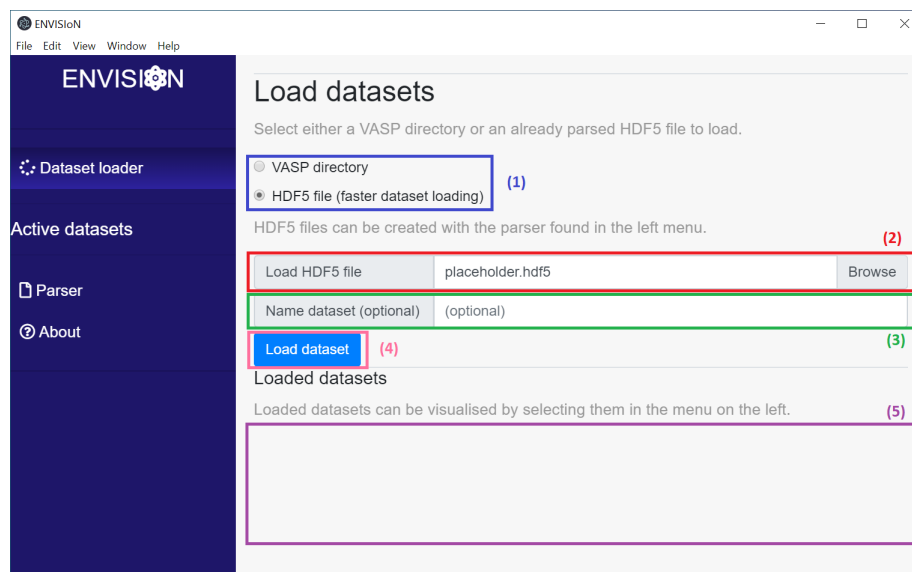 ENVISIoN
File Edit View Window Help
ENVISION
Load datasets
Select either a VASP directory or an already parsed HDF5 file to load.
Dataset loader
VASP directory
(1)
HDF5 file (faster dataset loading)
Active datasets
HDF5 files can be created with the parser found in the left menu.
(2)
Load HDF5 file placeholder.hdf5 Browse
Parser
Name dataset (optional) (optional)
About
(3)
Load dataset (4)
Loaded datasets
Loaded datasets can be visualised by selecting them in the menu on the left.
(5)